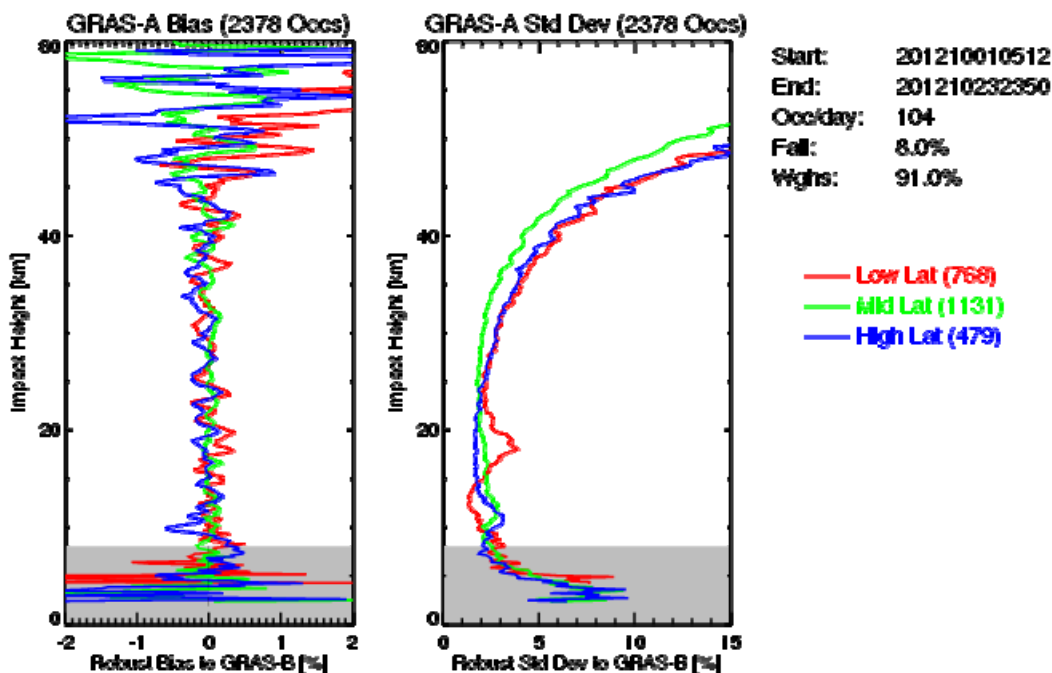 GRAS-A Bias (2378 Occs)
60
40
20
0
Impact Height [km]
-2 -1 0 1 2
Robust Bias to GRAS-B [%]
GRAS-A Std Dev (2378 Occs)
60
40
20
0
Impact Height [km]
0 5 10 15
Robust Std Dev to GRAS-B [%]
Start: 201210010512
End: 201210232350
Occ/day: 104
Fail: 8.0%
Wghs: 91.0%
Low Lat (768)
Mid Lat (1131)
High Lat (479)